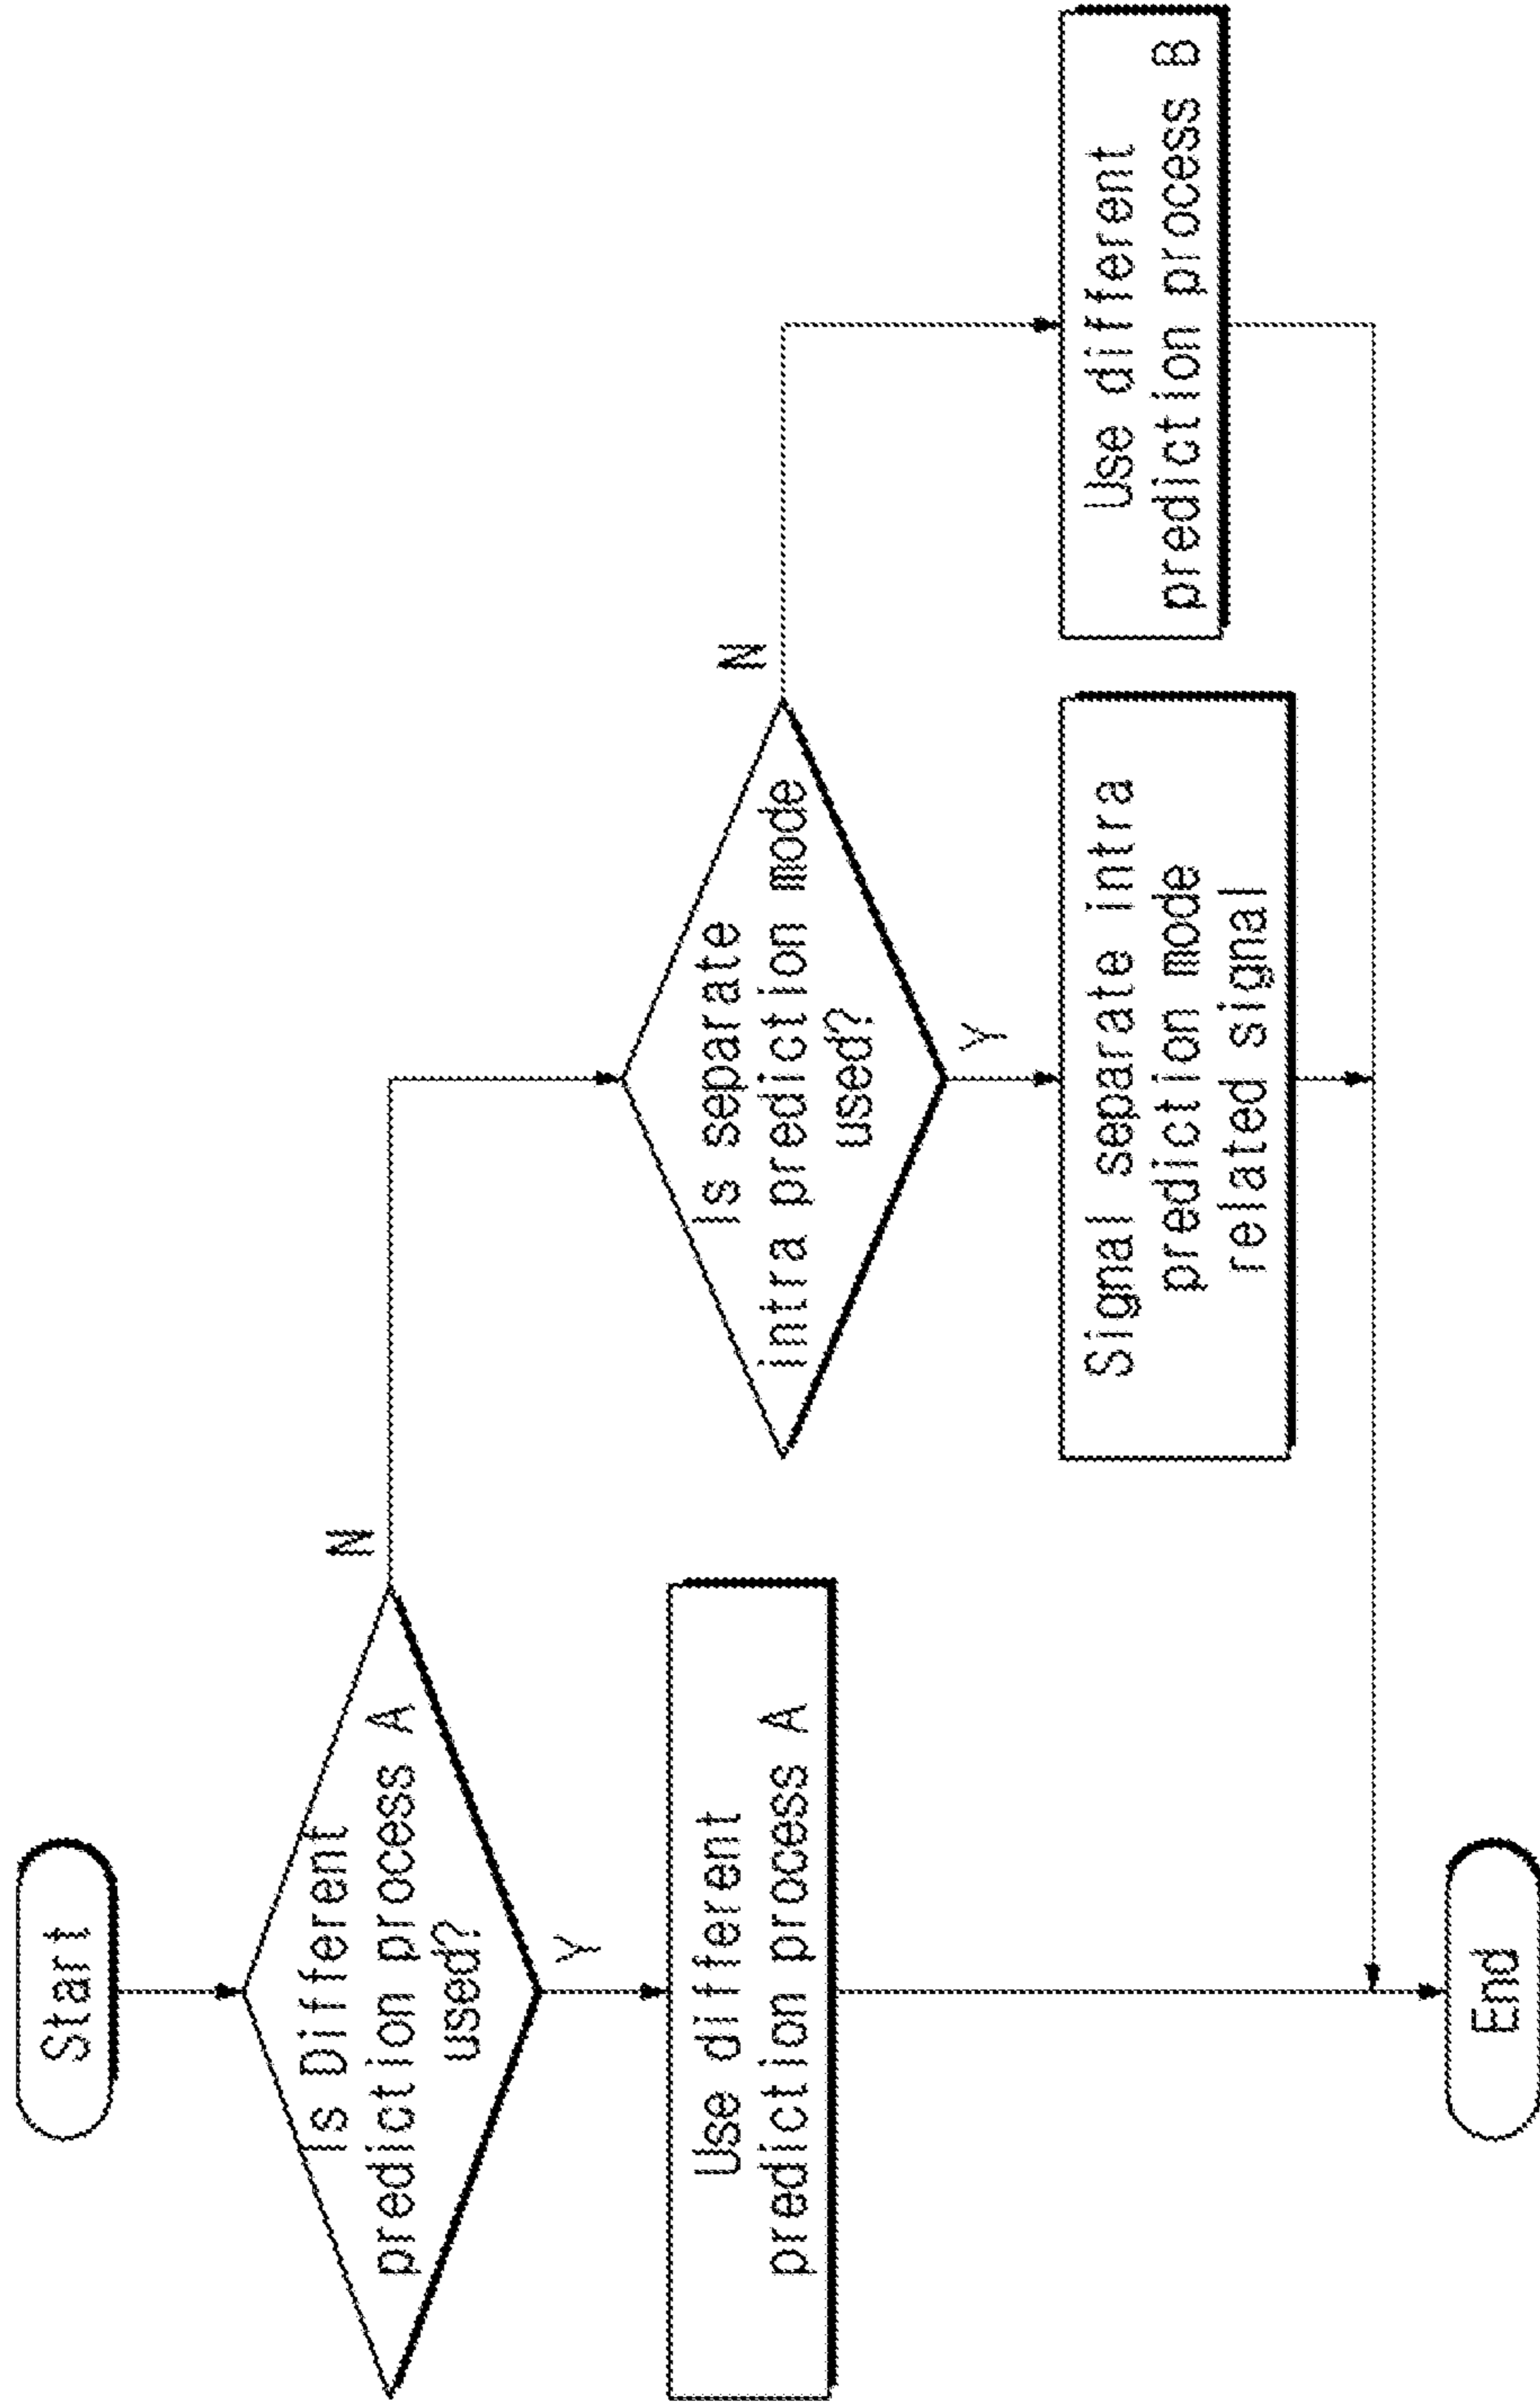 Start
Is Different
prediction process A
used?
N
Y
Use different
prediction process A
Is separate
intra prediction mode
used?
N
Y
Signal separate intra
prediction mode
related signal
Use different
prediction process B
End